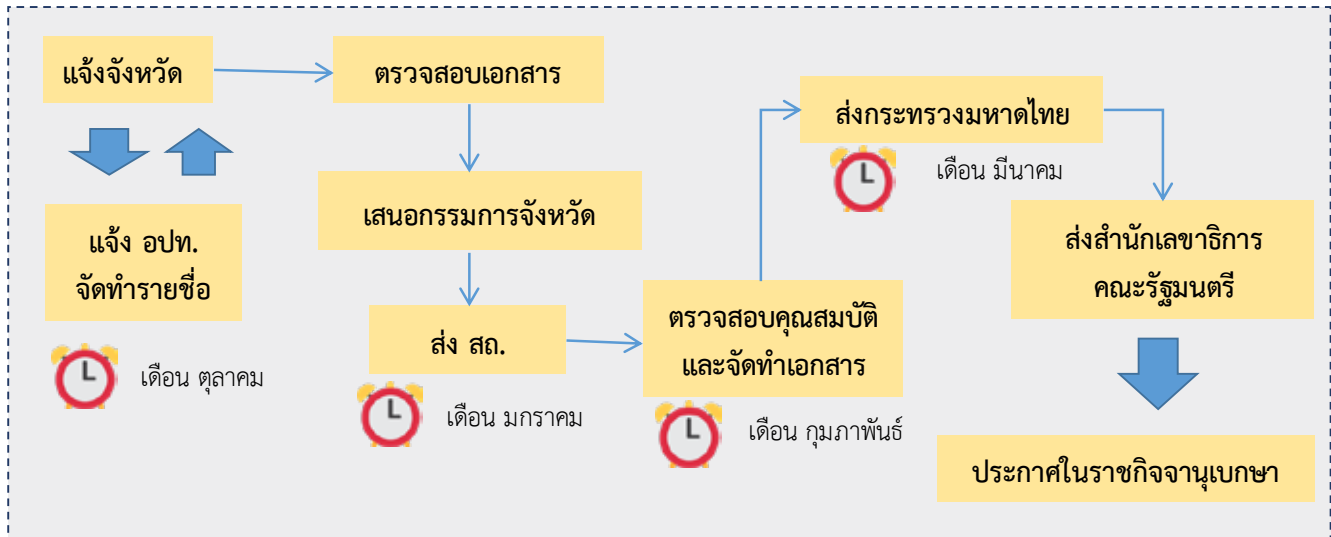 แจ้งจังหวัด
แจ้ง อปท.
จัดทำรายชื่อ
เดือน ตุลาคม
ตรวจสอบเอกสาร
เสนอกรรมการจังหวัด
ส่ง สถ.
เดือน มกราคม
ตรวจสอบคุณสมบัติ
และจัดทำเอกสาร
เดือน กุมภาพันธ์
ส่งกระทรวงมหาดไทย
เดือน มีนาคม
ส่งสำนักเลขาธิการ
คณะรัฐมนตรี
ประกาศในราชกิจจานุเบกษา